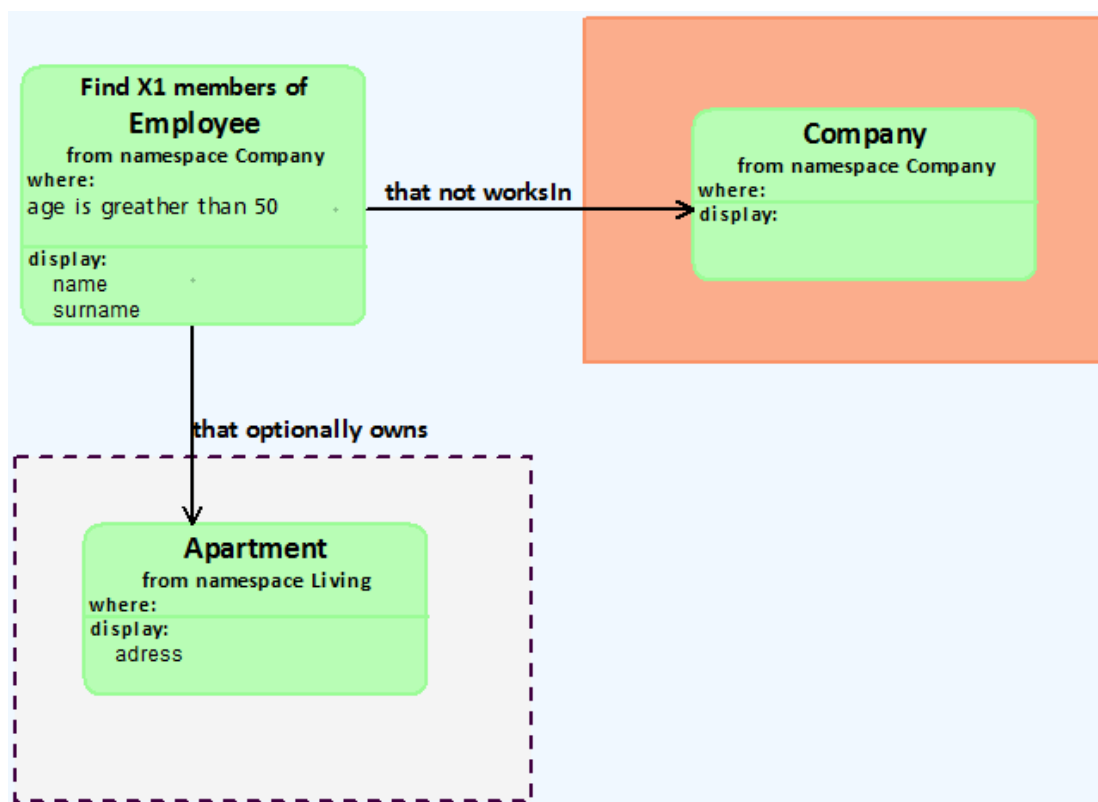 Find X1 members of
Employee
from namespace Company
where:
age is greather than 50
display:
name
surname
that not worksIn
Company
from namespace Company
where:
display:
that optionally owns
Apartment
from namespace Living
where:
display:
adress